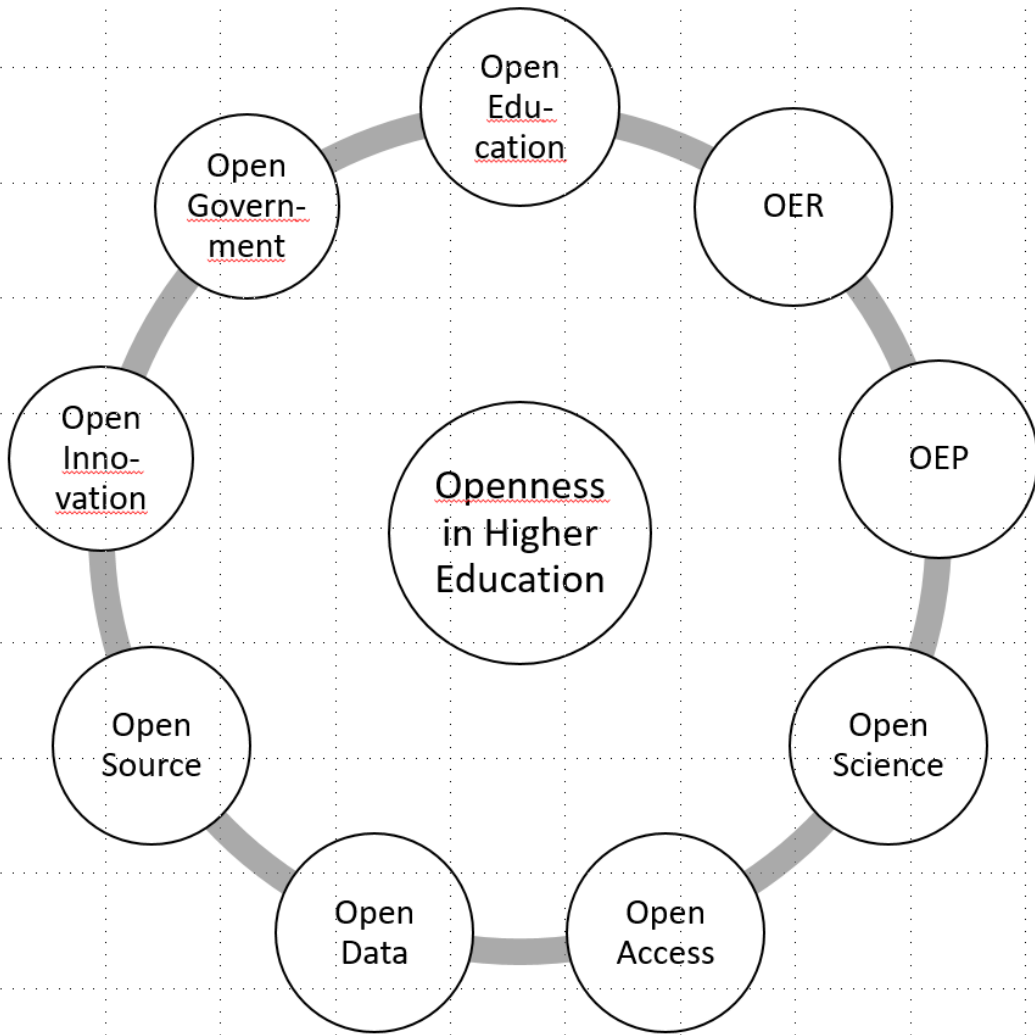 Open
Edu-
cation
OER
OEP
Open
Science
Open
Access
Open
Data
Open
Source
Open
Inno-
vation
Open
Govern-
ment
Openness
in Higher
Education